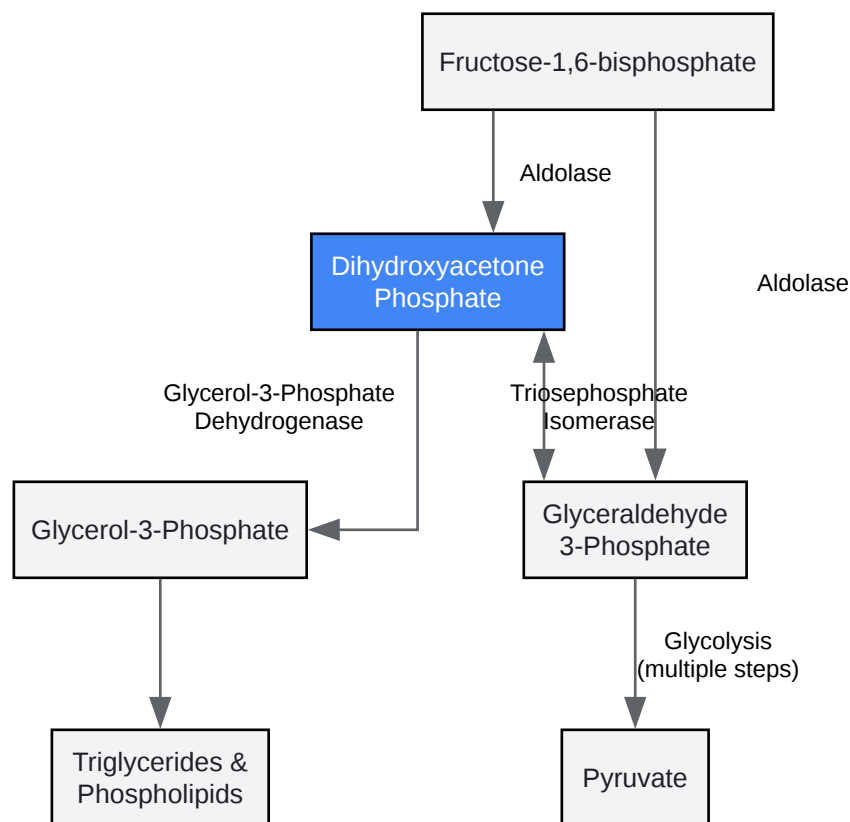 Fructose-1,6-bisphosphate
Aldolase
Dihydroxyacetone
Phosphate
Aldolase
Glycerol-3-Phosphate
Dehydrogenase
Triosephosphate
Isomerase
Glycerol-3-Phosphate
Glyceraldehyde
3-Phosphate
Glycolysis
(multiple steps)
Triglycerides &
Phospholipids
Pyruvate